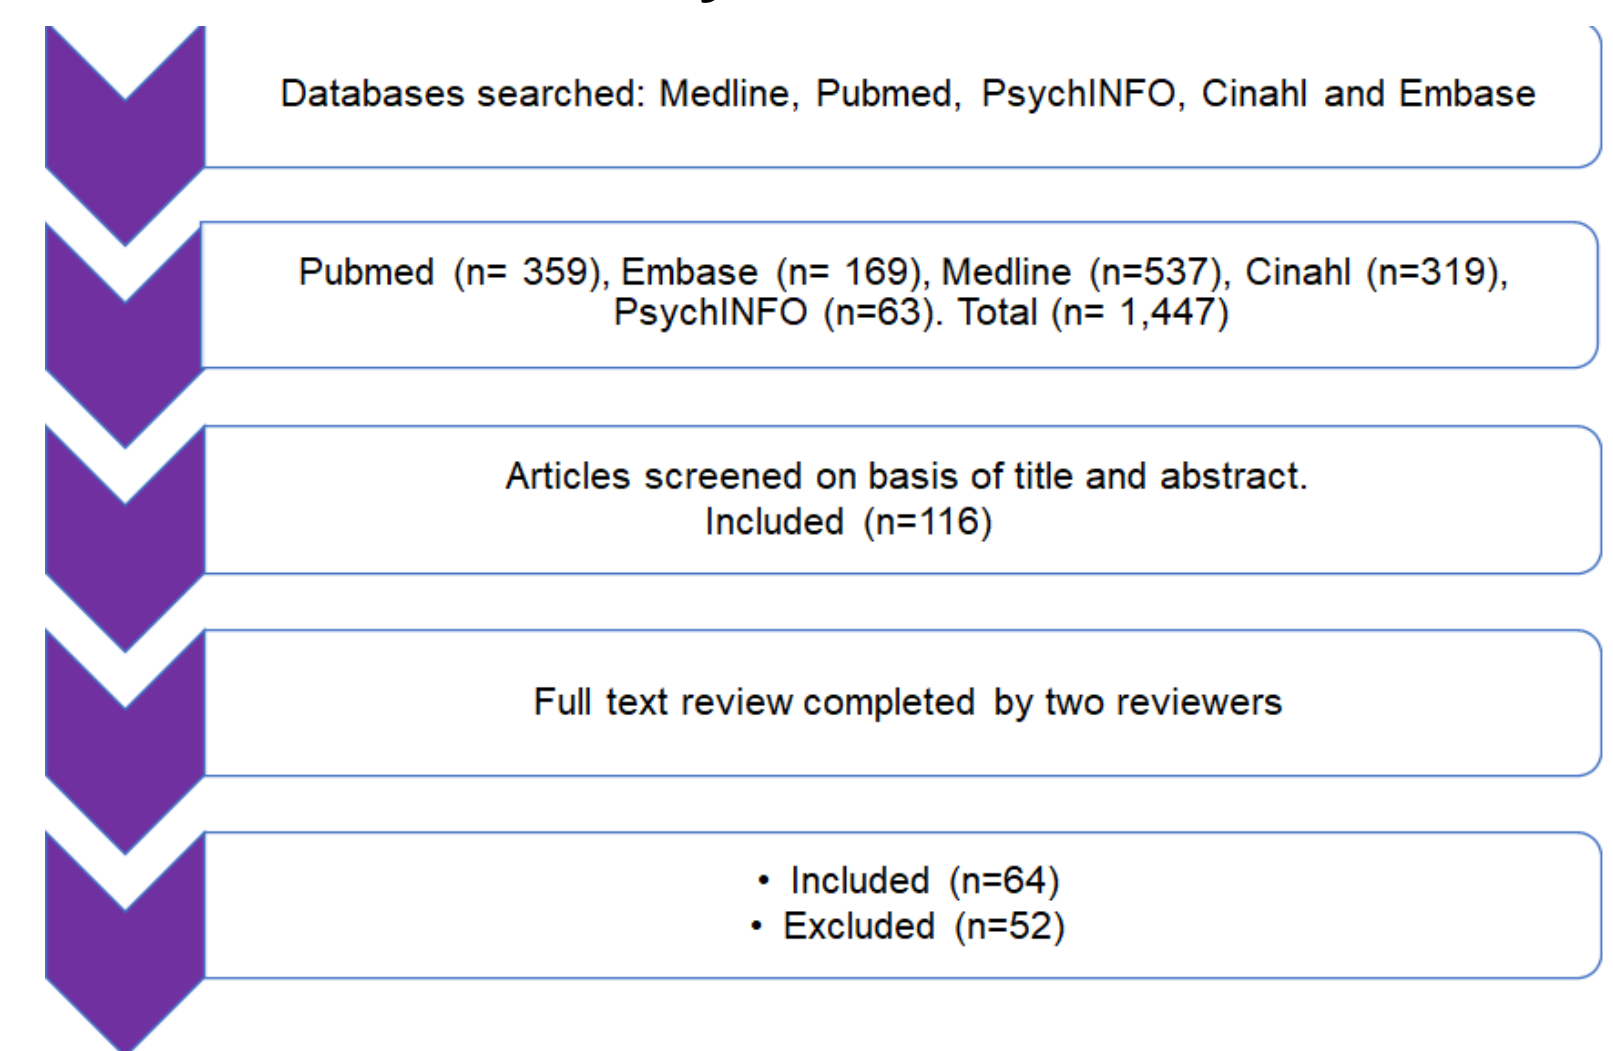 Databases searched: Medline, Pubmed, PsychINFO, Cinahl and Embase
Pubmed (n= 359), Embase (n= 169), Medline (n=537), Cinahl (n=319),
PsychINFO (n=63). Total (n= 1,447)
Articles screened on basis of title and abstract.
Included (n=116)
Full text review completed by two reviewers
• Included (n=64)
• Excluded (n=52)